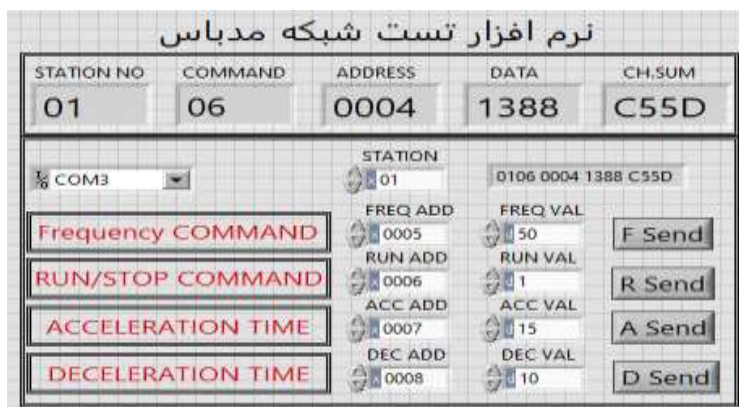 نرم افزار تست شبکه مدباس
STATION NO COMMAND ADDRESS DATA CH.SUM
01 06 0004 1388 C55D
STATION
COM3 01 0106 0004 1388 C55D
FREQ ADD FREQ VAL
Frequency COMMAND x 0005 d 50 F Send
RUN ADD RUN VAL
RUN/STOP COMMAND x 0006 d 1 R Send
ACC ADD ACC VAL
ACCELERATION TIME x 0007 d 15 A Send
DEC ADD DEC VAL
DECELERATION TIME x 0008 d 10 D Send